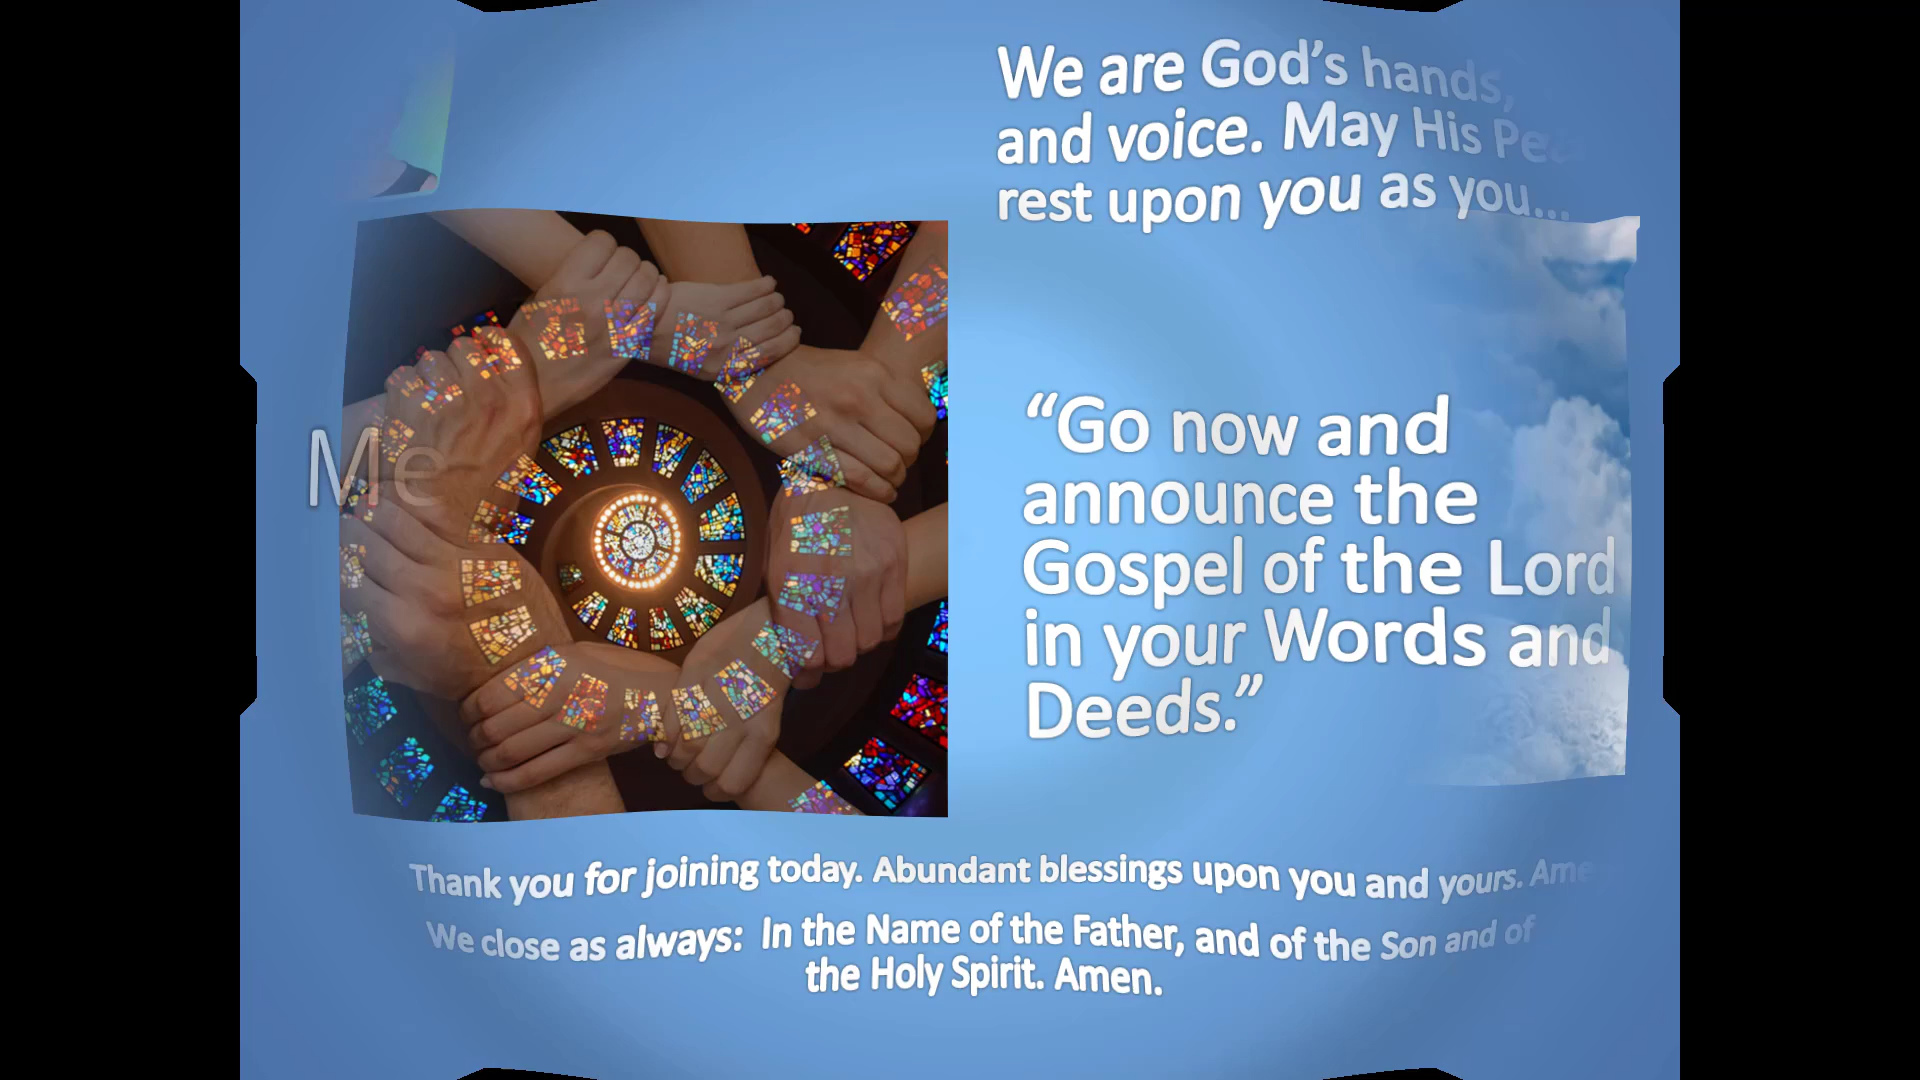 We are God's hands,
and voice. May His
rest upon you as you...
Me
“Go now and
announce the
Gospel of the Lord
in your Words and
Deeds.”
Thank you for joining today. Abundant blessings upon you and yours.
We close as always: In the Name of the Father, and of the Son and of
the Holy Spirit. Amen.